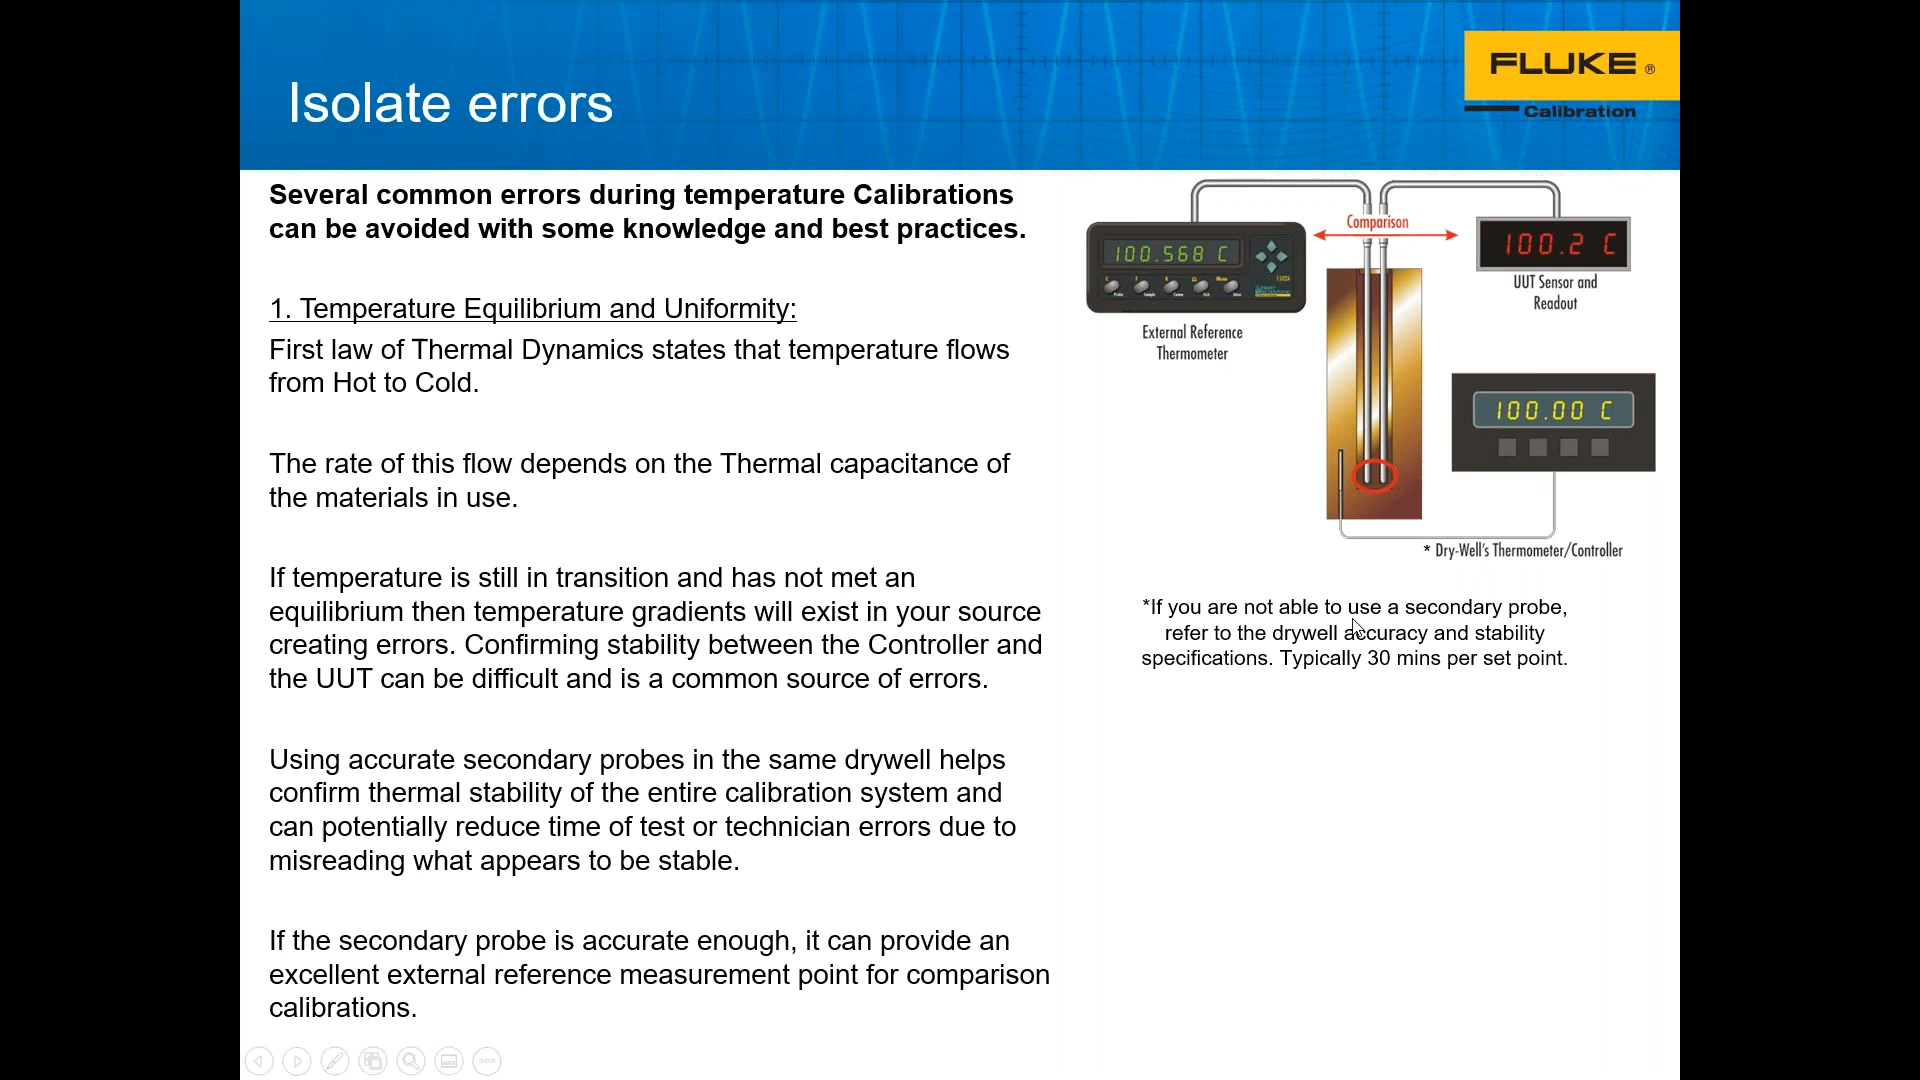 Isolate errors
FLUKE ®
Calibration
Several common errors during temperature Calibrations
can be avoided with some knowledge and best practices.
1. Temperature Equilibrium and Uniformity:
First law of Thermal Dynamics states that temperature flows
from Hot to Cold.
The rate of this flow depends on the Thermal capacitance of
the materials in use.
If temperature is still in transition and has not met an
equilibrium then temperature gradients will exist in your source
creating errors. Confirming stability between the Controller and
the UUT can be difficult and is a common source of errors.
Using accurate secondary probes in the same drywell helps
confirm thermal stability of the entire calibration system and
can potentially reduce time of test or technician errors due to
misreading what appears to be stable.
If the secondary probe is accurate enough, it can provide an
excellent external reference measurement point for comparison
calibrations.
Comparison
100.568 C
1502A
External Reference
Thermometer
100.2 C
UUT Sensor and
Readout
100.00 C
* Dry-Well's Thermometer/Controller
*If you are not able to use a secondary probe,
refer to the drywell accuracy and stability
specifications. Typically 30 mins per set point.